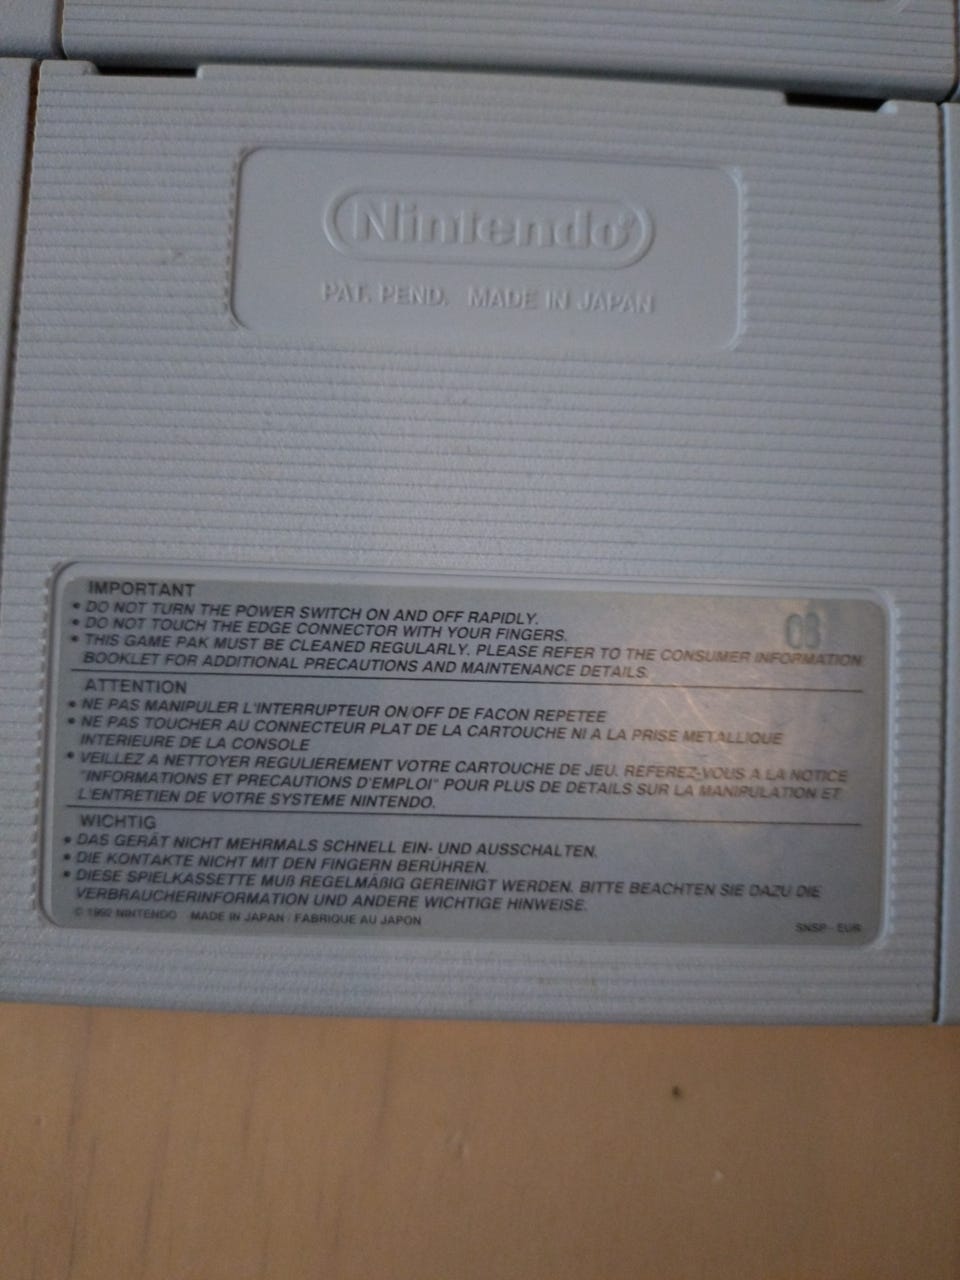 Nintendo®
PAT. PEND. MADE IN JAPAN
IMPORTANT
• DO NOT TURN THE POWER SWITCH ON AND OFF RAPIDLY.
• DO NOT TOUCH THE EDGE CONNECTOR WITH YOUR FINGERS.
• THIS GAME PAK MUST BE CLEANED REGULARLY. PLEASE REFER TO THE CONSUMER INFORMATION
BOOKLET FOR ADDITIONAL PRECAUTIONS AND MAINTENANCE DETAILS.
ATTENTION
• NE PAS MANIPULER L'INTERRUPTEUR ON/OFF DE FACON REPETEE
• NE PAS TOUCHER AU CONNECTEUR PLAT DE LA CARTOUCHE NI A LA PRISE METALLIQUE
INTERIEURE DE LA CONSOLE
• VEILLEZ A NETTOYER REGULIEREMENT VOTRE CARTOUCHE DE JEU. REFEREZ-VOUS A LA NOTICE
"INFORMATIONS ET PRECAUTIONS D'EMPLOI" POUR PLUS DE DETAILS SUR LA MANIPULATION ET
L'ENTRETIEN DE VOTRE SYSTEME NINTENDO.
WICHTIG
• DAS GERÄT NICHT MEHRMALS SCHNELL EIN- UND AUSSCHALTEN.
• DIE KONTAKTE NICHT MIT DEN FINGERN BERÜHREN.
• DIESE SPIELKASSETTE MUß REGELMÄßIG GEREINIGT WERDEN. BITTE BEACHTEN SIE DAZU DIE
VERBRAUCHERINFORMATION UND ANDERE WICHTIGE HINWEISE.
© 1992 NINTENDO MADE IN JAPAN / FABRIQUE AU JAPON
SNSP - EUR